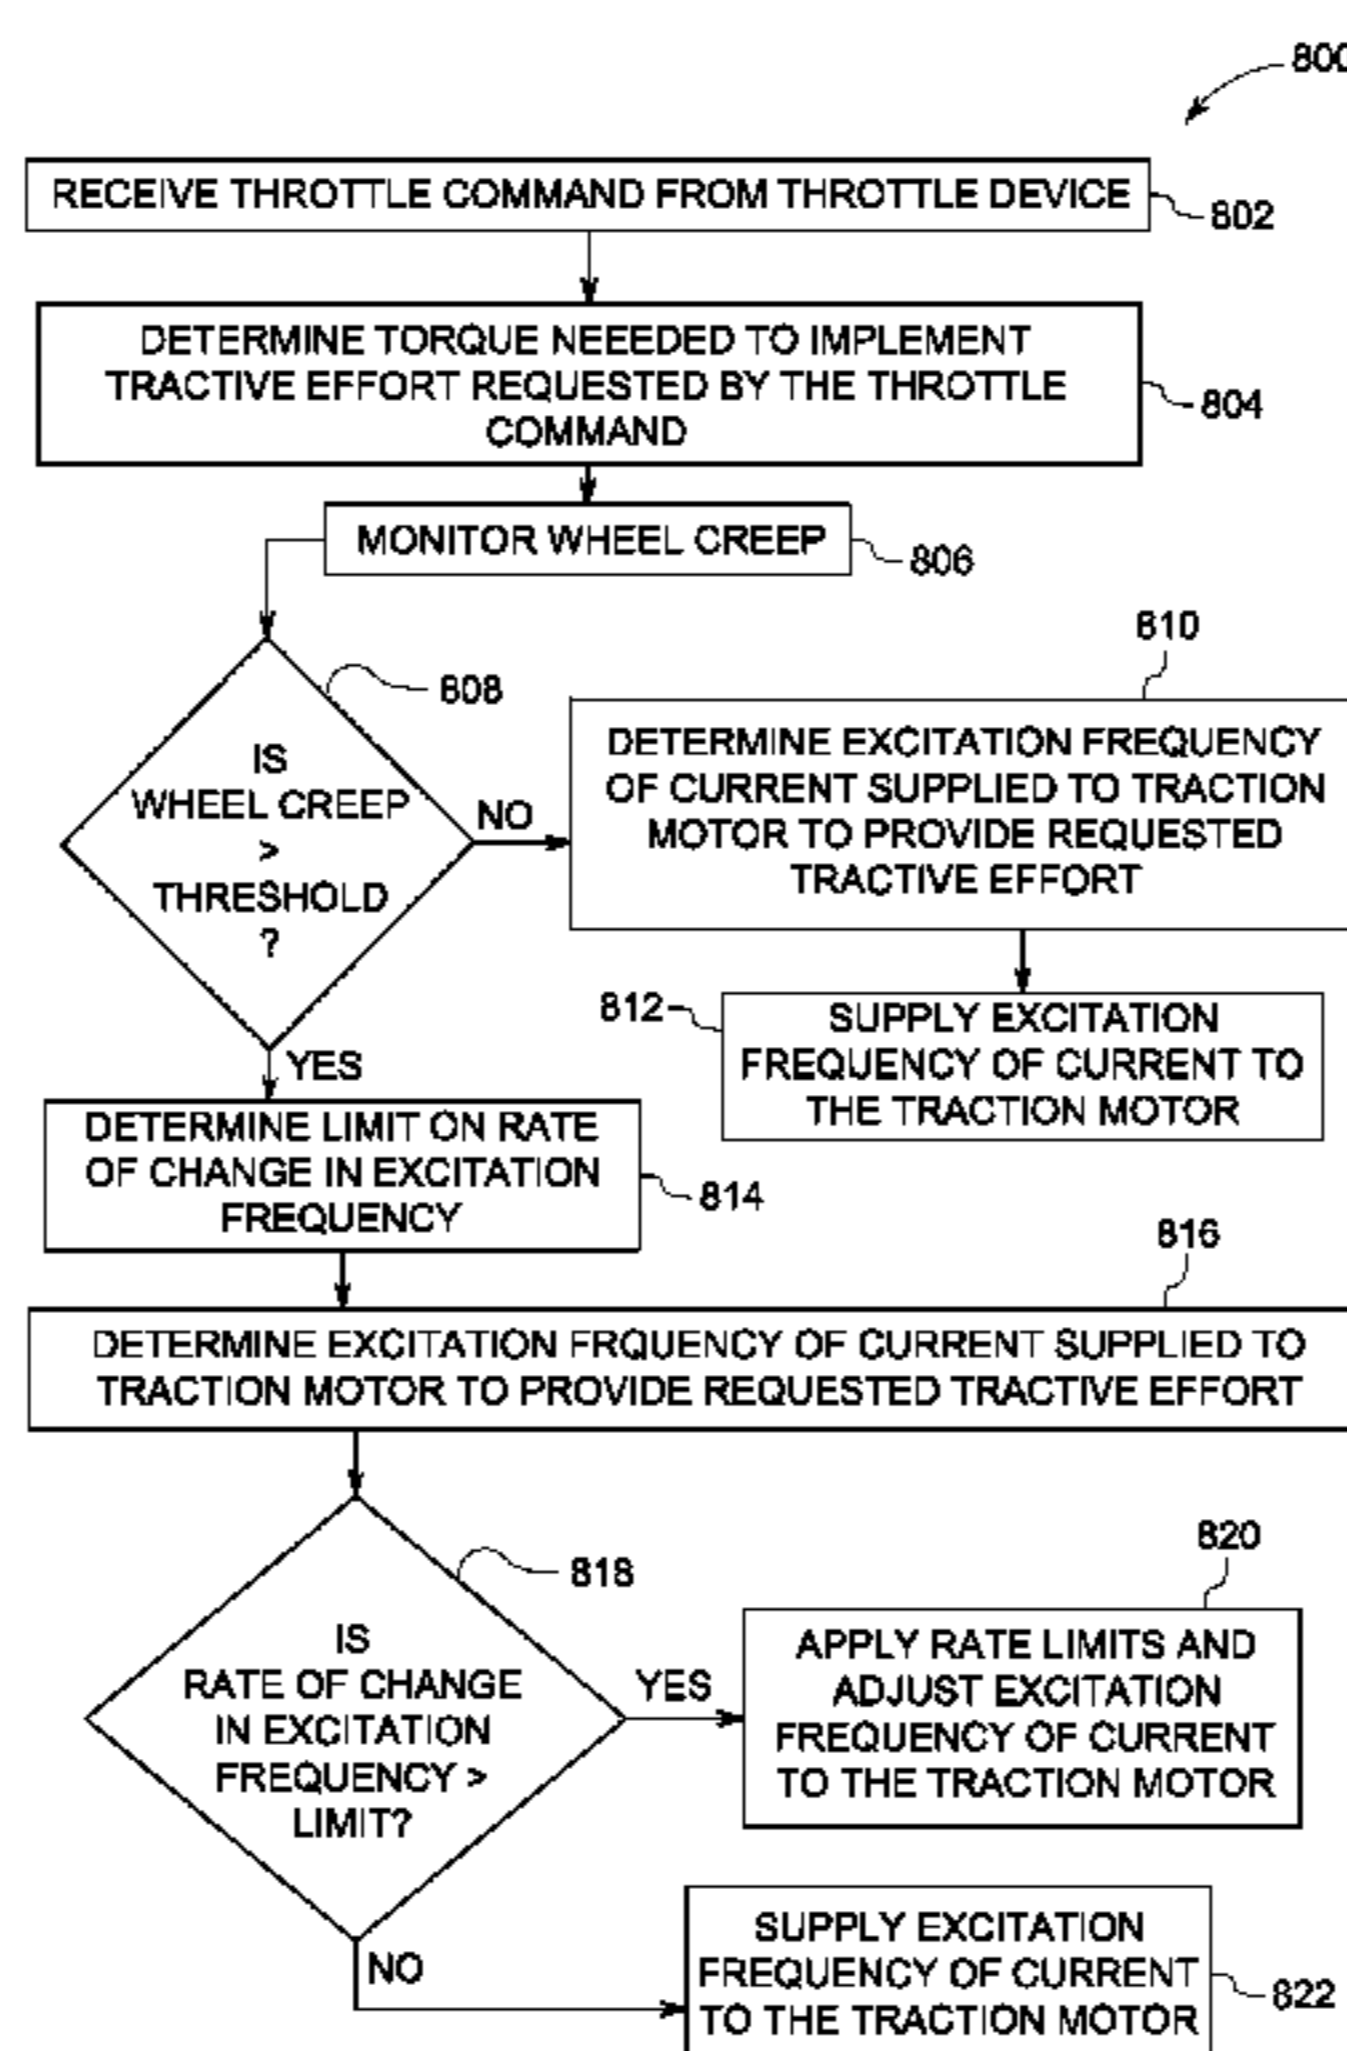 800
RECEIVE THROTTLE COMMAND FROM THROTTLE DEVICE
802
DETERMINE TORQUE NEEEDED TO IMPLEMENT
TRACTIVE EFFORT REQUESTED BY THE THROTTLE
COMMAND
804
MONITOR WHEEL CREEP
806
808
IS
WHEEL CREEP
>
THRESHOLD
?
NO
810
DETERMINE EXCITATION FREQUENCY
OF CURRENT SUPPLIED TO TRACTION
MOTOR TO PROVIDE REQUESTED
TRACTIVE EFFORT
812
SUPPLY EXCITATION
FREQUENCY OF CURRENT TO
THE TRACTION MOTOR
YES
DETERMINE LIMIT ON RATE
OF CHANGE IN EXCITATION
FREQUENCY
814
816
DETERMINE EXCITATION FRQUENCY OF CURRENT SUPPLIED TO
TRACTION MOTOR TO PROVIDE REQUESTED TRACTIVE EFFORT
818
IS
RATE OF CHANGE
IN EXCITATION
FREQUENCY >
LIMIT?
YES
820
APPLY RATE LIMITS AND
ADJUST EXCITATION
FREQUENCY OF CURRENT
TO THE TRACTION MOTOR
NO
SUPPLY EXCITATION
FREQUENCY OF CURRENT
TO THE TRACTION MOTOR
822